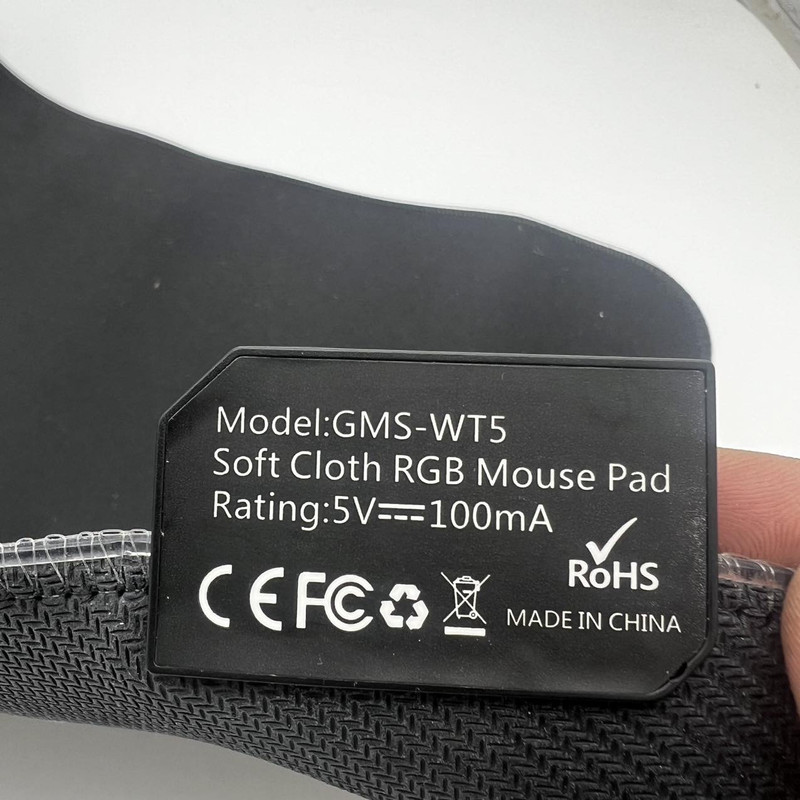 Model:GMS-WT5
Soft Cloth RGB Mouse Pad
Rating:5V⎓100mA
RoHS
CE FC
MADE IN CHINA